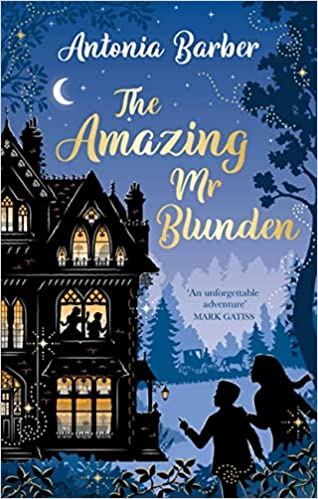 Antonia Barber
The
Amazing
Mr
Blunden
‘An unforgettable
adventure’
MARK GATISS